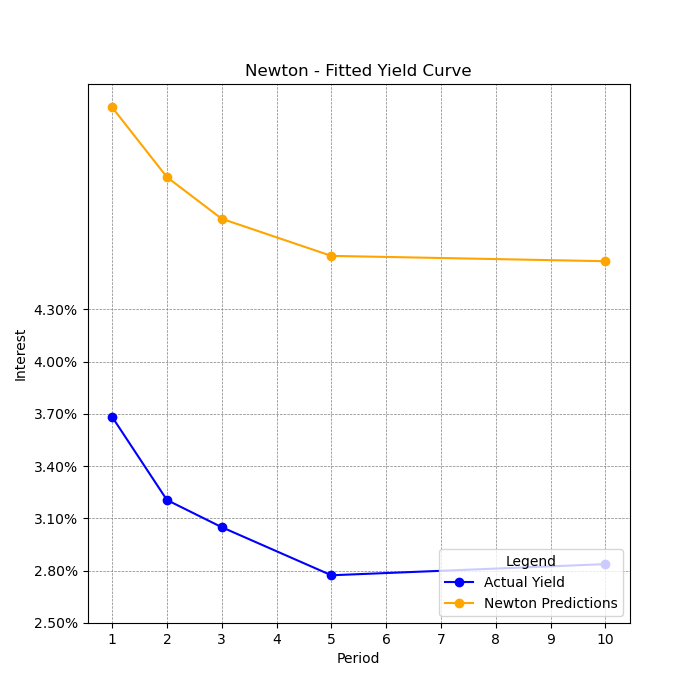 Newton - Fitted Yield Curve
Interest
4.30%
4.00%
3.70%
3.40%
3.10%
2.80%
2.50%
Legend
Actual Yield
Newton Predictions
1 2 3 4 5 6 7 8 9 10
Period